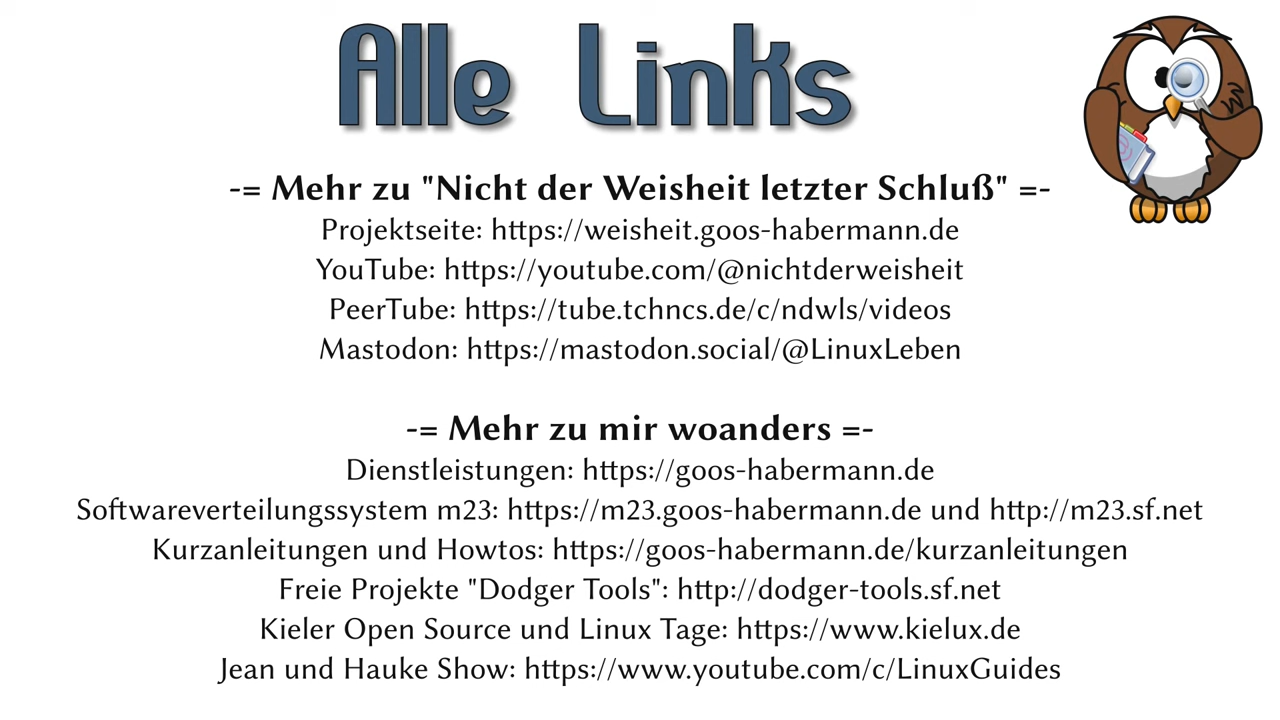 Alle Links
-= Mehr zu "Nicht der Weisheit letzter Schluß" =-
Projektseite: https://weisheit.goos-habermann.de
YouTube: https://youtube.com/@nichtderweisheit
PeerTube: https://tube.tchncs.de/c/ndwls/videos
Mastodon: https://mastodon.social/@LinuxLeben
-= Mehr zu mir woanders =-
Dienstleistungen: https://goos-habermann.de
Softwareverteilungssystem m23: https://m23.goos-habermann.de und http://m23.sf.net
Kurzanleitungen und Howtos: https://goos-habermann.de/kurzanleitungen
Freie Projekte "Dodger Tools": http://dodger-tools.sf.net
Kieler Open Source und Linux Tage: https://www.kielux.de
Jean und Hauke Show: https://www.youtube.com/c/LinuxGuides